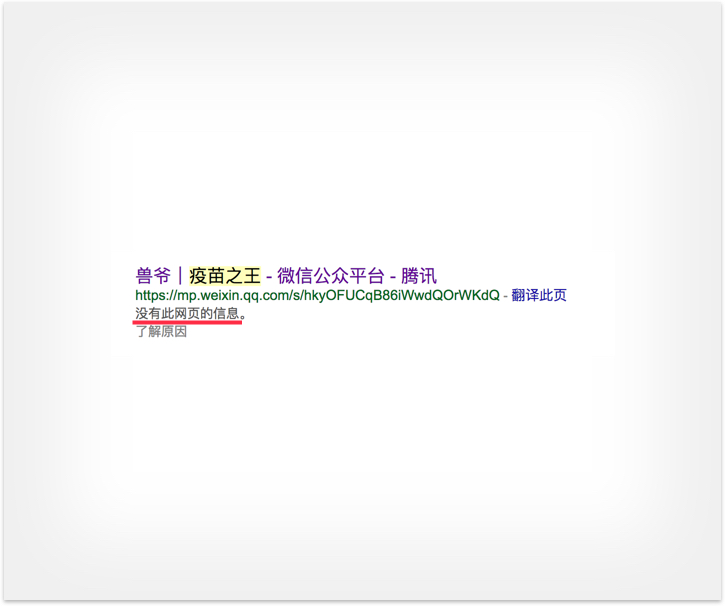 兽爷｜疫苗之王 - 微信公众平台 - 腾讯
https://mp.weixin.qq.com/s/hkyOFUCqB86iWwdQOrWKdQ - 翻译此页
没有此网页的信息。
了解原因